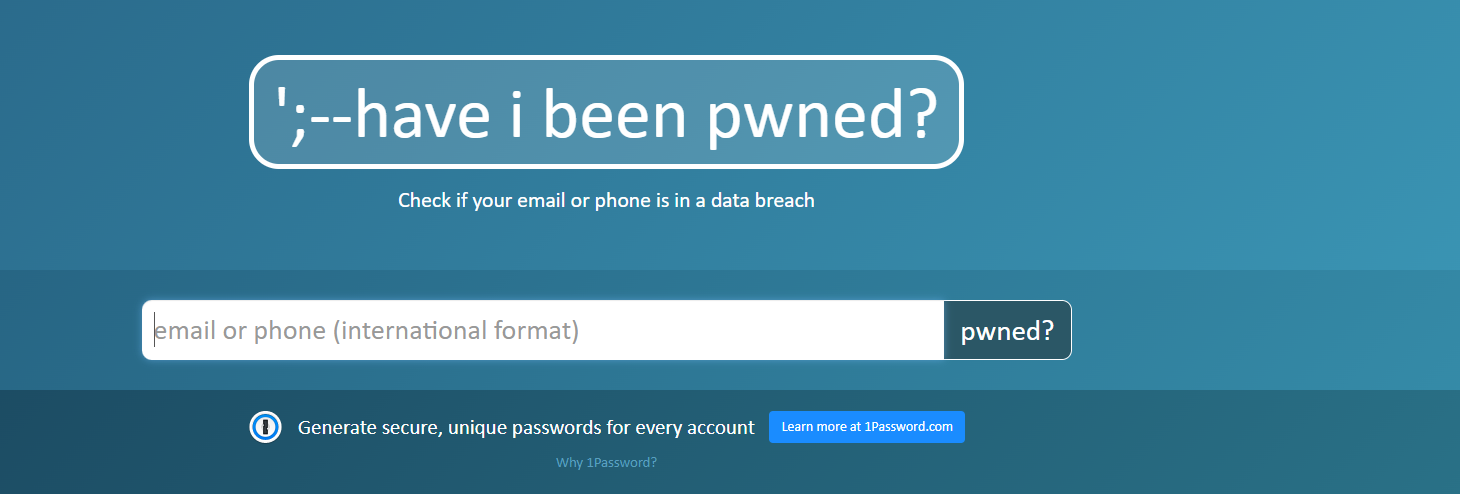 ';--have i been pwned?
Check if your email or phone is in a data breach
email or phone (international format)
pwned?
Generate secure, unique passwords for every account
Learn more at 1Password.com
Why 1Password?